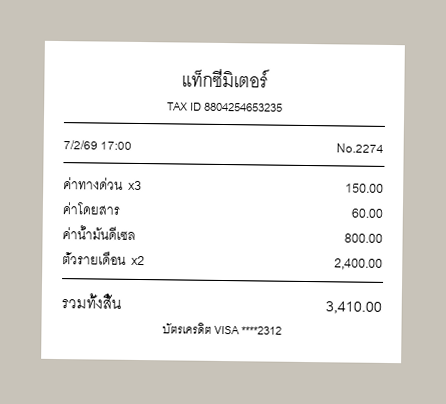 แท็กซี่มิเตอร์
TAX ID 8804254653235
7/2/69 17:00 No.2274
ค่าทางด่วน x3 150.00
ค่าโดยสาร 60.00
ค่าน้ำมันดีเซล 800.00
ตั๋วรายเดือน x2 2,400.00
รวมทั้งสิ้น 3,410.00
บัตรเครดิต VISA ****2312